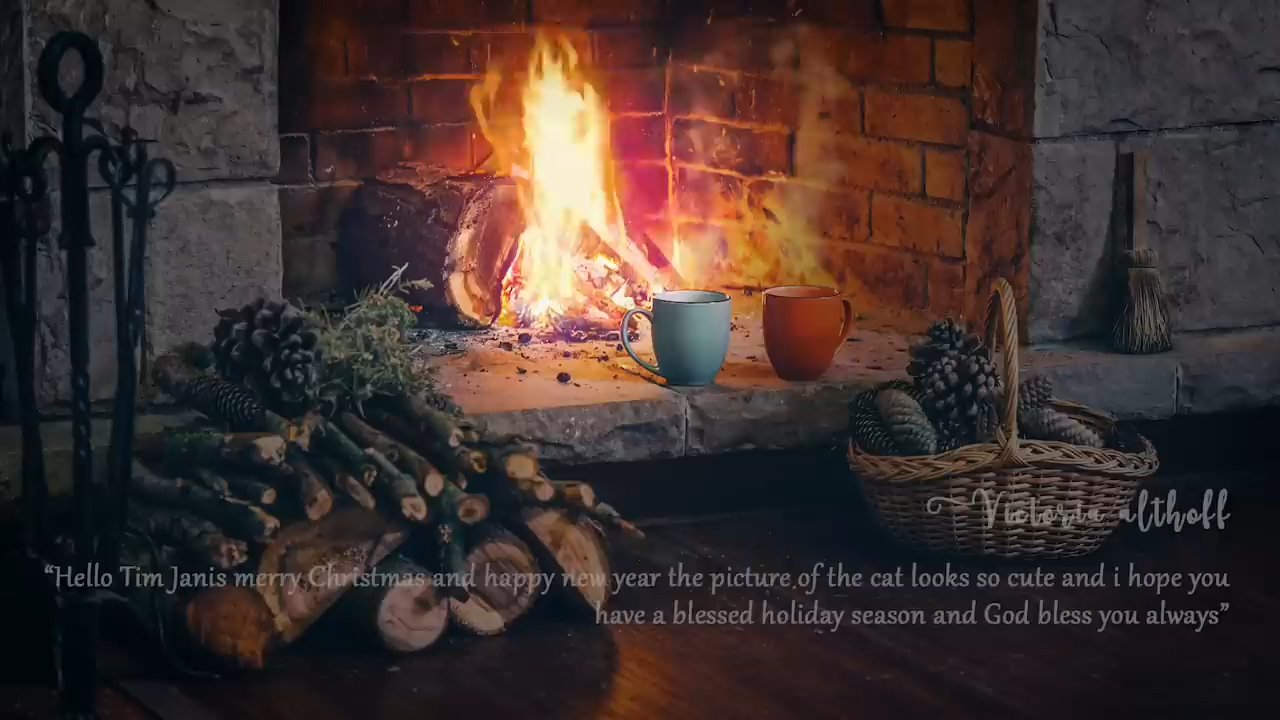 Victoria althoff
“Hello Tim Janis merry Christmas and happy new year the picture of the cat looks so cute and i hope you
have a blessed holiday season and God bless you always”